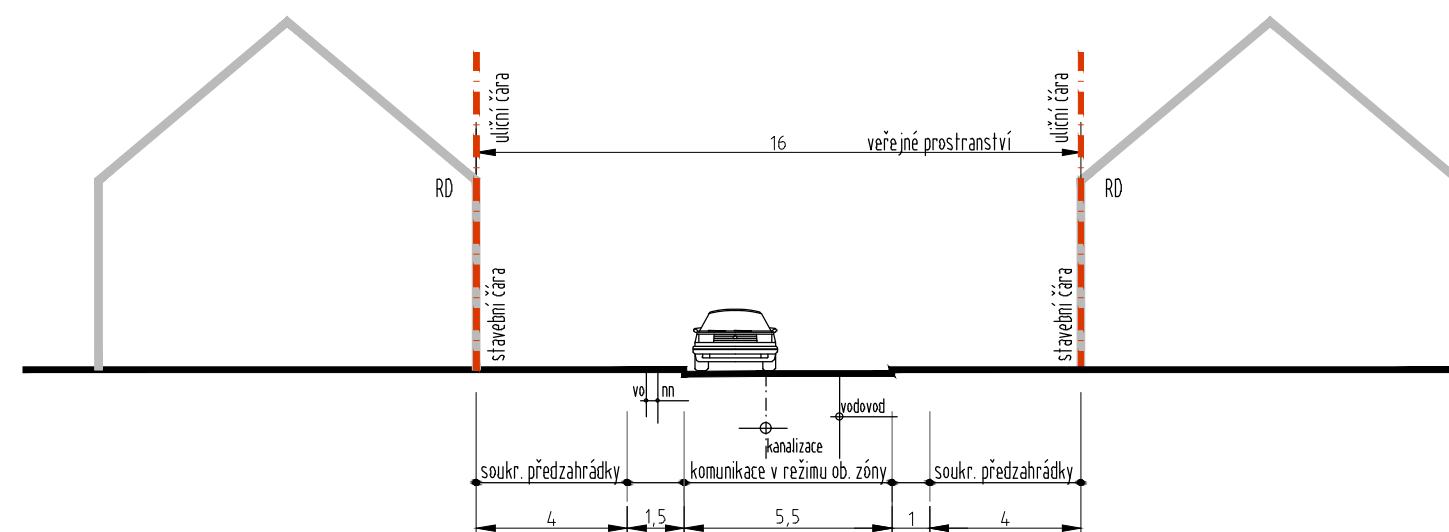 uliční čára
uliční čára
16 veřejné prostranství
RD
RD
stavební čára
stavební čára
vo nn
vodovod
kanalizace
soukr. předzahrádky komunikace v režimu ob. zóny soukr. předzahrádky
4 1,5 5,5 1 4